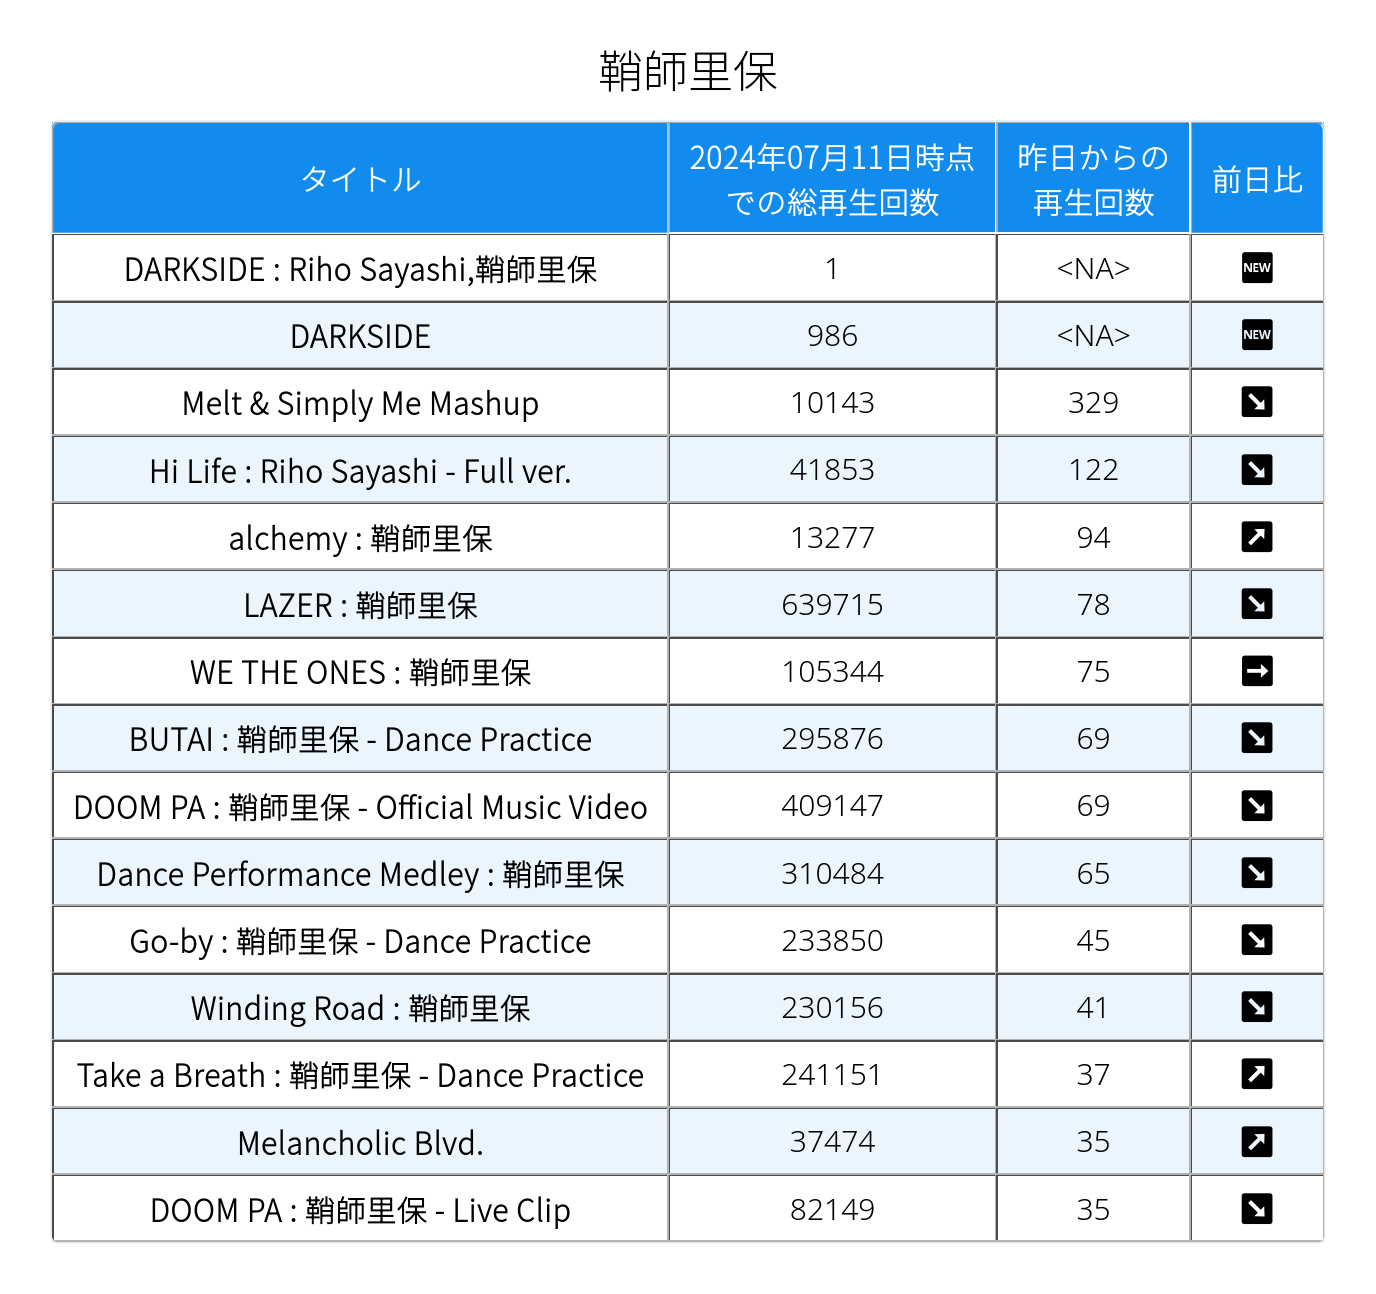 鞘師里保
タイトル 2024年07月11日時点での総再生回数 昨日からの再生回数 前日比
DARKSIDE : Riho Sayashi,鞘師里保 1 <NA> NEW
DARKSIDE 986 <NA> NEW
Melt & Simply Me Mashup 10143 329 ↘
Hi Life : Riho Sayashi - Full ver. 41853 122 ↘
alchemy : 鞘師里保 13277 94 ↗
LAZER : 鞘師里保 639715 78 ↘
WE THE ONES : 鞘師里保 105344 75 →
BUTAI : 鞘師里保 - Dance Practice 295876 69 ↘
DOOM PA : 鞘師里保 - Official Music Video 409147 69 ↘
Dance Performance Medley : 鞘師里保 310484 65 ↘
Go-by : 鞘師里保 - Dance Practice 233850 45 ↘
Winding Road : 鞘師里保 230156 41 ↘
Take a Breath : 鞘師里保 - Dance Practice 241151 37 ↗
Melancholic Blvd. 37474 35 ↗
DOOM PA : 鞘師里保 - Live Clip 82149 35 ↘